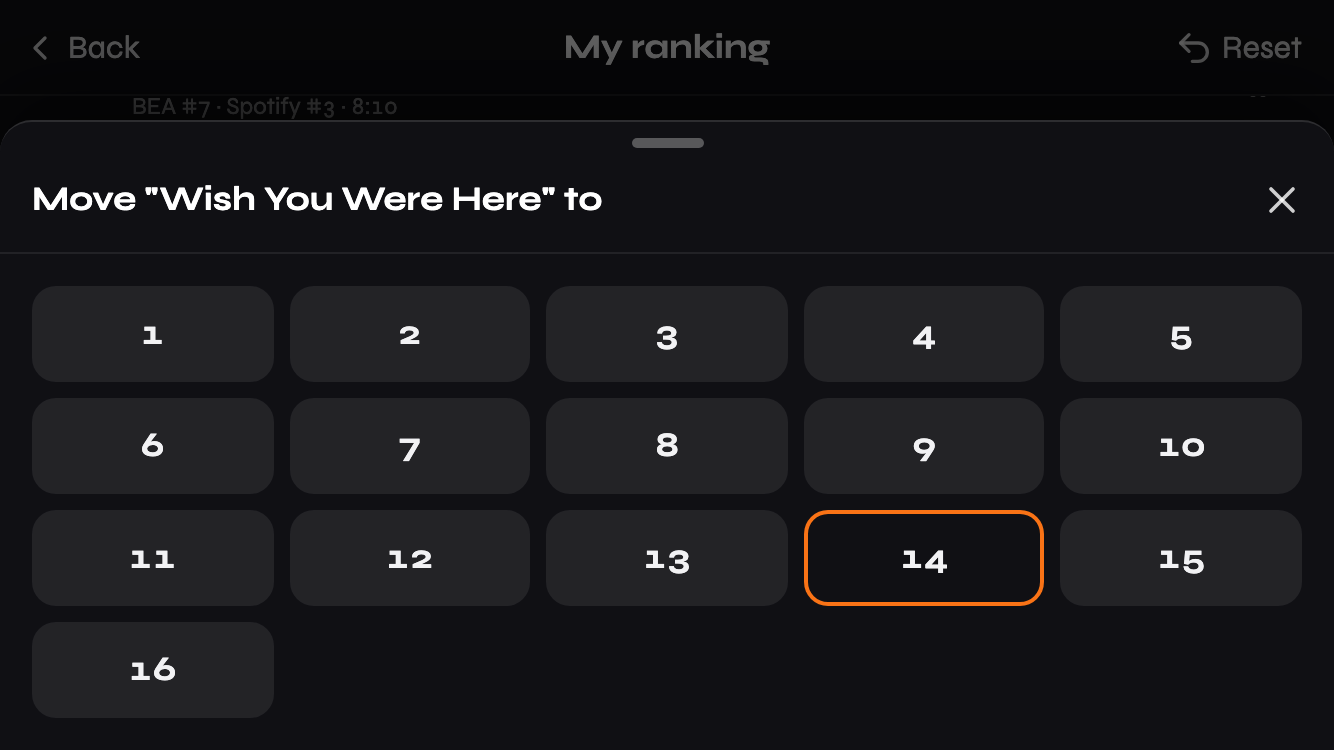 Back
My ranking
Reset
BEA #7 · Spotify #3 · 8:10
Move "Wish You Were Here" to
1 2 3 4 5
6 7 8 9 10
11 12 13 14 15
16